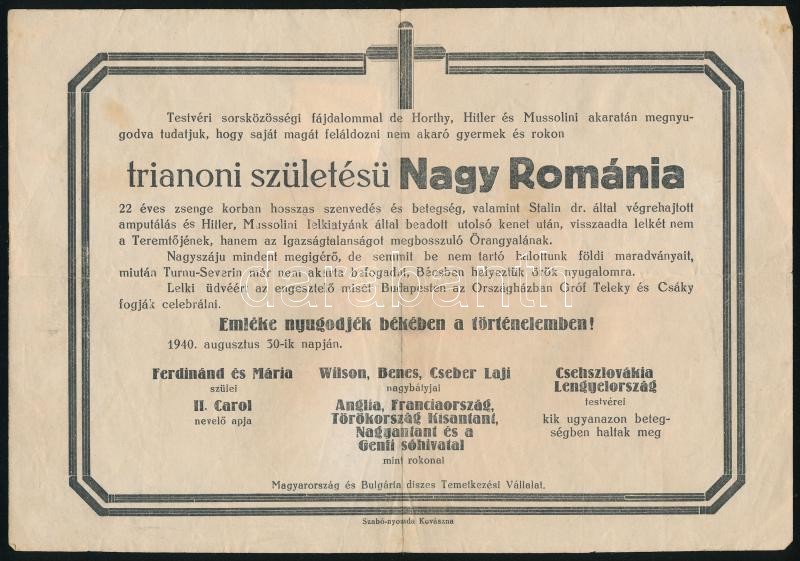 Testvéri sorsközösségi fájdalommal de Horthy, Hitler és Mussolini akaratán megnyu-
godva tudatjuk, hogy saját magát feláldozni nem akaró gyermek és rokon
trianoni születésü Nagy Románia
22 éves zsenge korban hosszas szenvedés és betegség, valamint Stalin dr. által végrehajtott
amputálás és Hitler, Mussolini lelkiatyánk által beadott utolsó kenet után, visszaadta lelkét nem
a Teremtőjének, hanem az Igazságtalanságot megbosszuló Örangyalának.
Nagyszáju mindent megigérő, de semmit be nem tartó halottunk földi maradványait,
miután Turnu-Severin már nem akarta befogadni, Bécsben helyeztük örök nyugalomra.
Lelki üdvéért az engesztelő misét Budapesten az Országházban Gróf Teleky és Csáky
fogják celebrálni.
darabanth
Emléke nyugodjék békében a történelemben!
1940. augusztus 30-ik napján.
Ferdinánd és Mária
szülei
II. Carol
nevelő apja
Wilson, Benes, Cseber Laji
nagybátyjai
Anglia, Franciaország,
Törökország Kisantant,
Nagyantant és a
Genfi sóhivatal
mint rokonai
Csehszlovákia
Lengyelország
testvérei
kik ugyanazon beteg-
ségben haltak meg
Magyarország és Bulgária diszes Temetkezési Vállalat.
Szabó-nyomda Kovászna